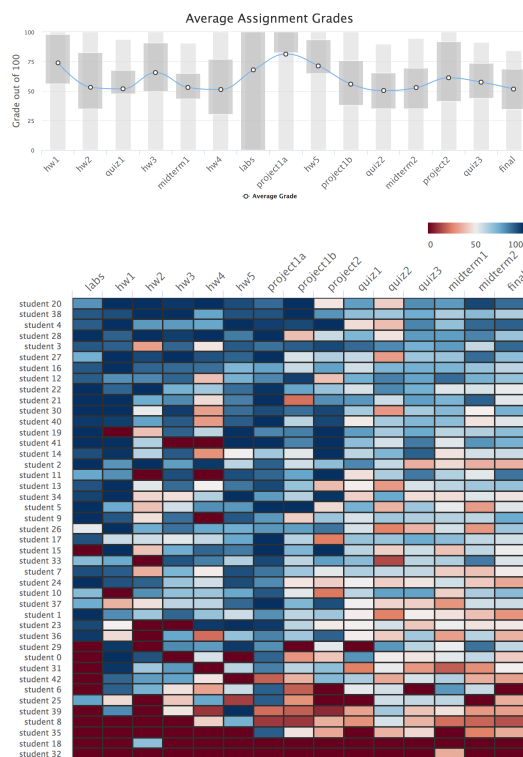 Average Assignment Grades
Grade out of 100
100
75
50
25
0
hw1
hw2
quiz1
hw3
midterm1
hw4
labs
project1a
hw5
project1b
quiz2
midterm2
project2
quiz3
final
Average Grade
0
50
100
labs
hw1
hw2
hw3
hw4
hw5
project1a
project1b
project2
quiz1
quiz2
quiz3
midterm1
midterm2
final
student 20
student 38
student 4
student 28
student 3
student 27
student 16
student 12
student 22
student 21
student 30
student 40
student 19
student 41
student 14
student 2
student 11
student 13
student 34
student 5
student 9
student 26
student 17
student 15
student 33
student 7
student 24
student 10
student 37
student 1
student 23
student 36
student 29
student 0
student 31
student 42
student 6
student 25
student 39
student 8
student 35
student 18
student 32